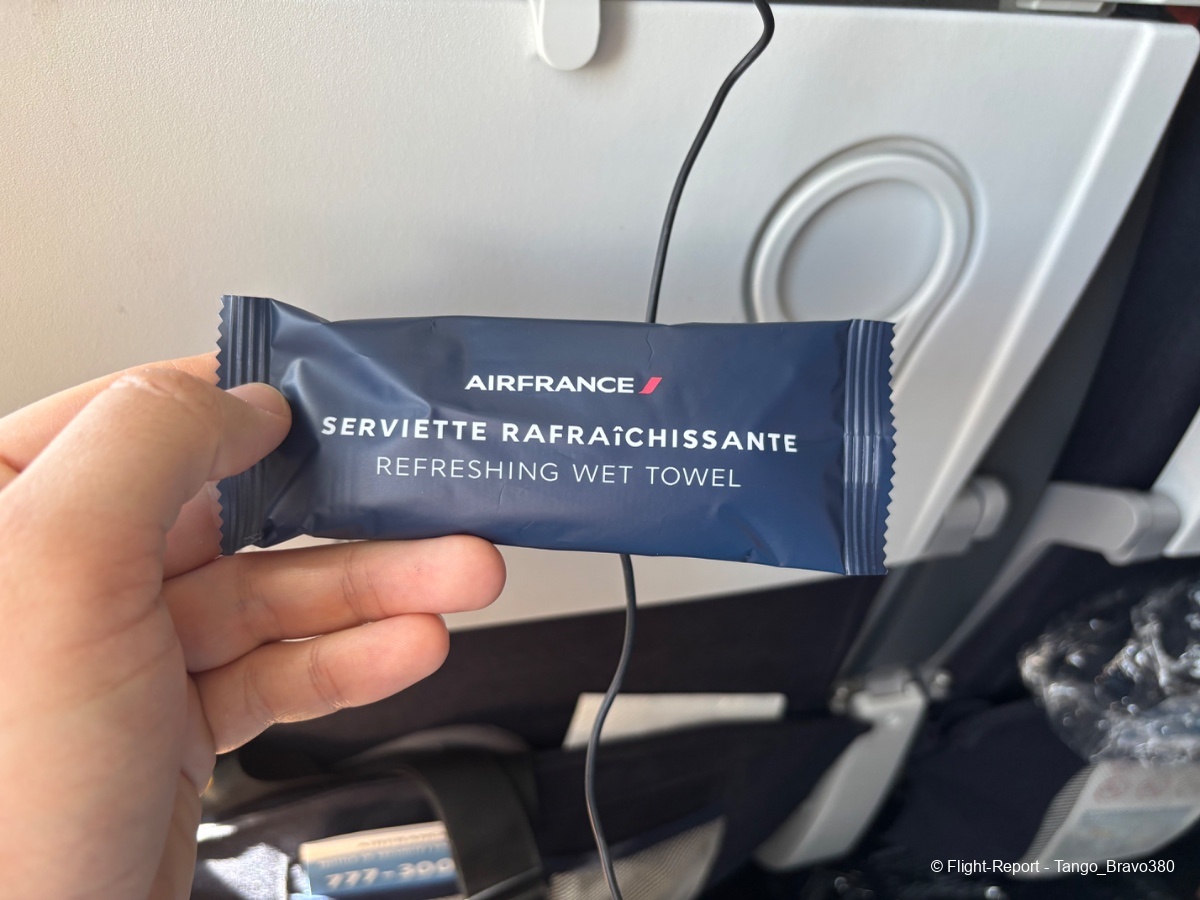 AIRFRANCE
SERVIETTE RAFRAîCHISSANTE
REFRESHING WET TOWEL
777-300
© Flight-Report - Tango_Bravo380